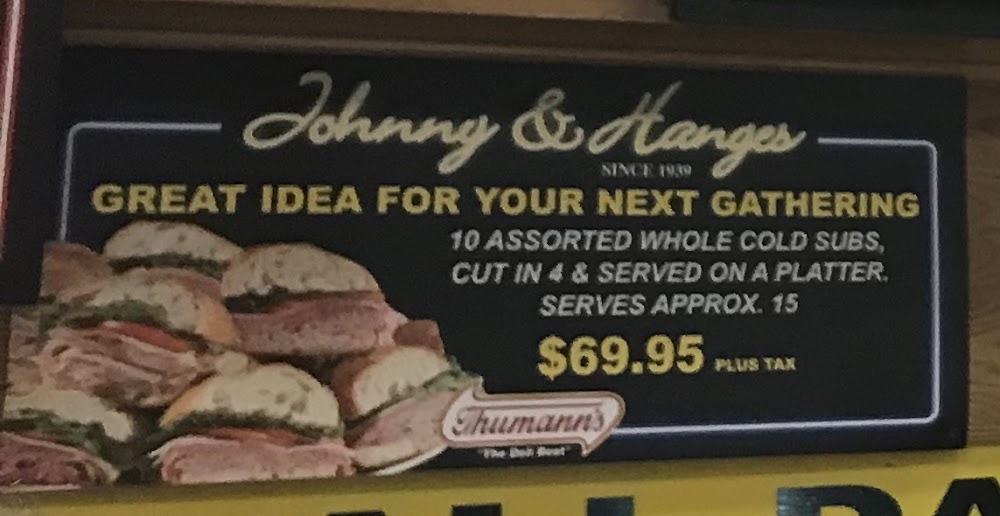 Johnny & Hanges
SINCE 1939
GREAT IDEA FOR YOUR NEXT GATHERING
10 ASSORTED WHOLE COLD SUBS,
CUT IN 4 & SERVED ON A PLATTER.
SERVES APPROX. 15
$69.95 PLUS TAX
Thumann's
"The Deli Best"